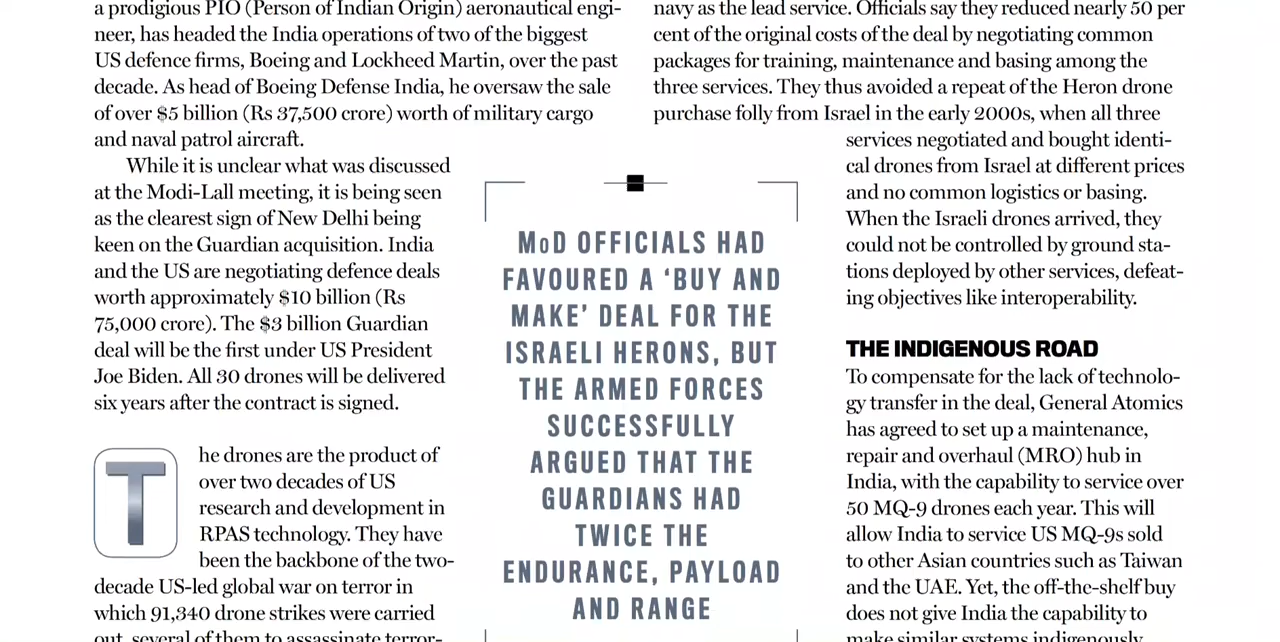 a prodigious PIO (Person of Indian Origin) aeronautical engi-
neer, has headed the India operations of two of the biggest
US defence firms, Boeing and Lockheed Martin, over the past
decade. As head of Boeing Defense India, he oversaw the sale
of over $5 billion (Rs 37,500 crore) worth of military cargo
and naval patrol aircraft.
While it is unclear what was discussed
at the Modi-Lall meeting, it is being seen
as the clearest sign of New Delhi being
keen on the Guardian acquisition. India
and the US are negotiating defence deals
worth approximately $10 billion (Rs
75,000 crore). The $3 billion Guardian
deal will be the first under US President
Joe Biden. All 30 drones will be delivered
six years after the contract is signed.
The drones are the product of
over two decades of US
research and development in
RPAS technology. They have
been the backbone of the two-
decade US-led global war on terror in
which 91,340 drone strikes were carried
out, several of them to assassinate terror-
MoD OFFICIALS HAD
FAVOURED A ‘BUY AND
MAKE’ DEAL FOR THE
ISRAELI HERONS, BUT
THE ARMED FORCES
SUCCESSFULLY
ARGUED THAT THE
GUARDIANS HAD
TWICE THE
ENDURANCE, PAYLOAD
AND RANGE
navy as the lead service. Officials say they reduced nearly 50 per
cent of the original costs of the deal by negotiating common
packages for training, maintenance and basing among the
three services. They thus avoided a repeat of the Heron drone
purchase folly from Israel in the early 2000s, when all three
services negotiated and bought identi-
cal drones from Israel at different prices
and no common logistics or basing.
When the Israeli drones arrived, they
could not be controlled by ground sta-
tions deployed by other services, defeat-
ing objectives like interoperability.
THE INDIGENOUS ROAD
To compensate for the lack of technolo-
gy transfer in the deal, General Atomics
has agreed to set up a maintenance,
repair and overhaul (MRO) hub in
India, with the capability to service over
50 MQ-9 drones each year. This will
allow India to service US MQ-9s sold
to other Asian countries such as Taiwan
and the UAE. Yet, the off-the-shelf buy
does not give India the capability to
make similar systems indigenously